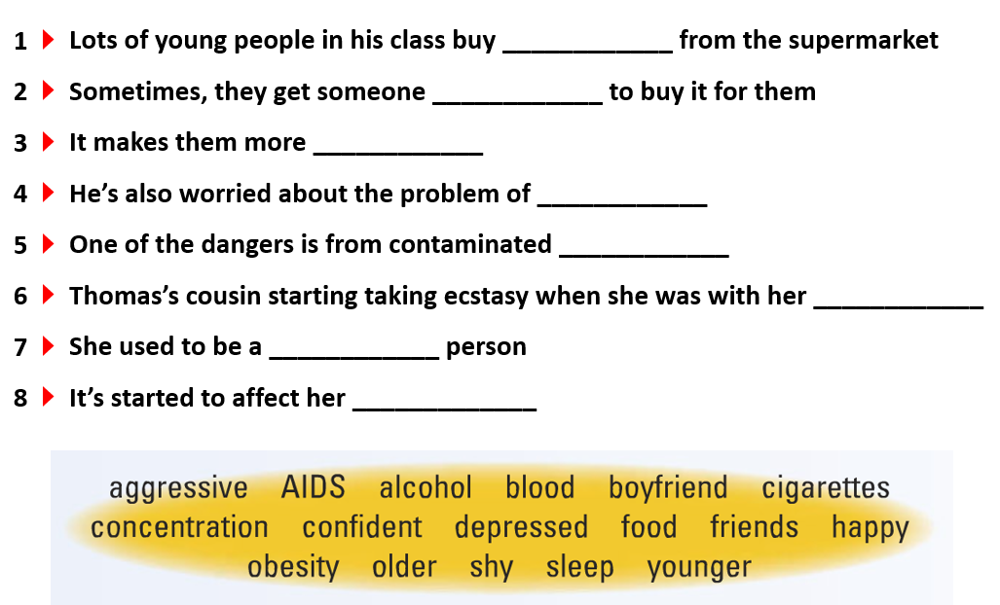 1 Lots of young people in his class buy ____________ from the supermarket
2 Sometimes, they get someone ____________ to buy it for them
3 It makes them more ____________
4 He’s also worried about the problem of ____________
5 One of the dangers is from contaminated ____________
6 Thomas’s cousin starting taking ecstasy when she was with her ____________
7 She used to be a ____________ person
8 It’s started to affect her _____________
aggressive AIDS alcohol blood boyfriend cigarettes
concentration confident depressed food friends happy
obesity older shy sleep younger